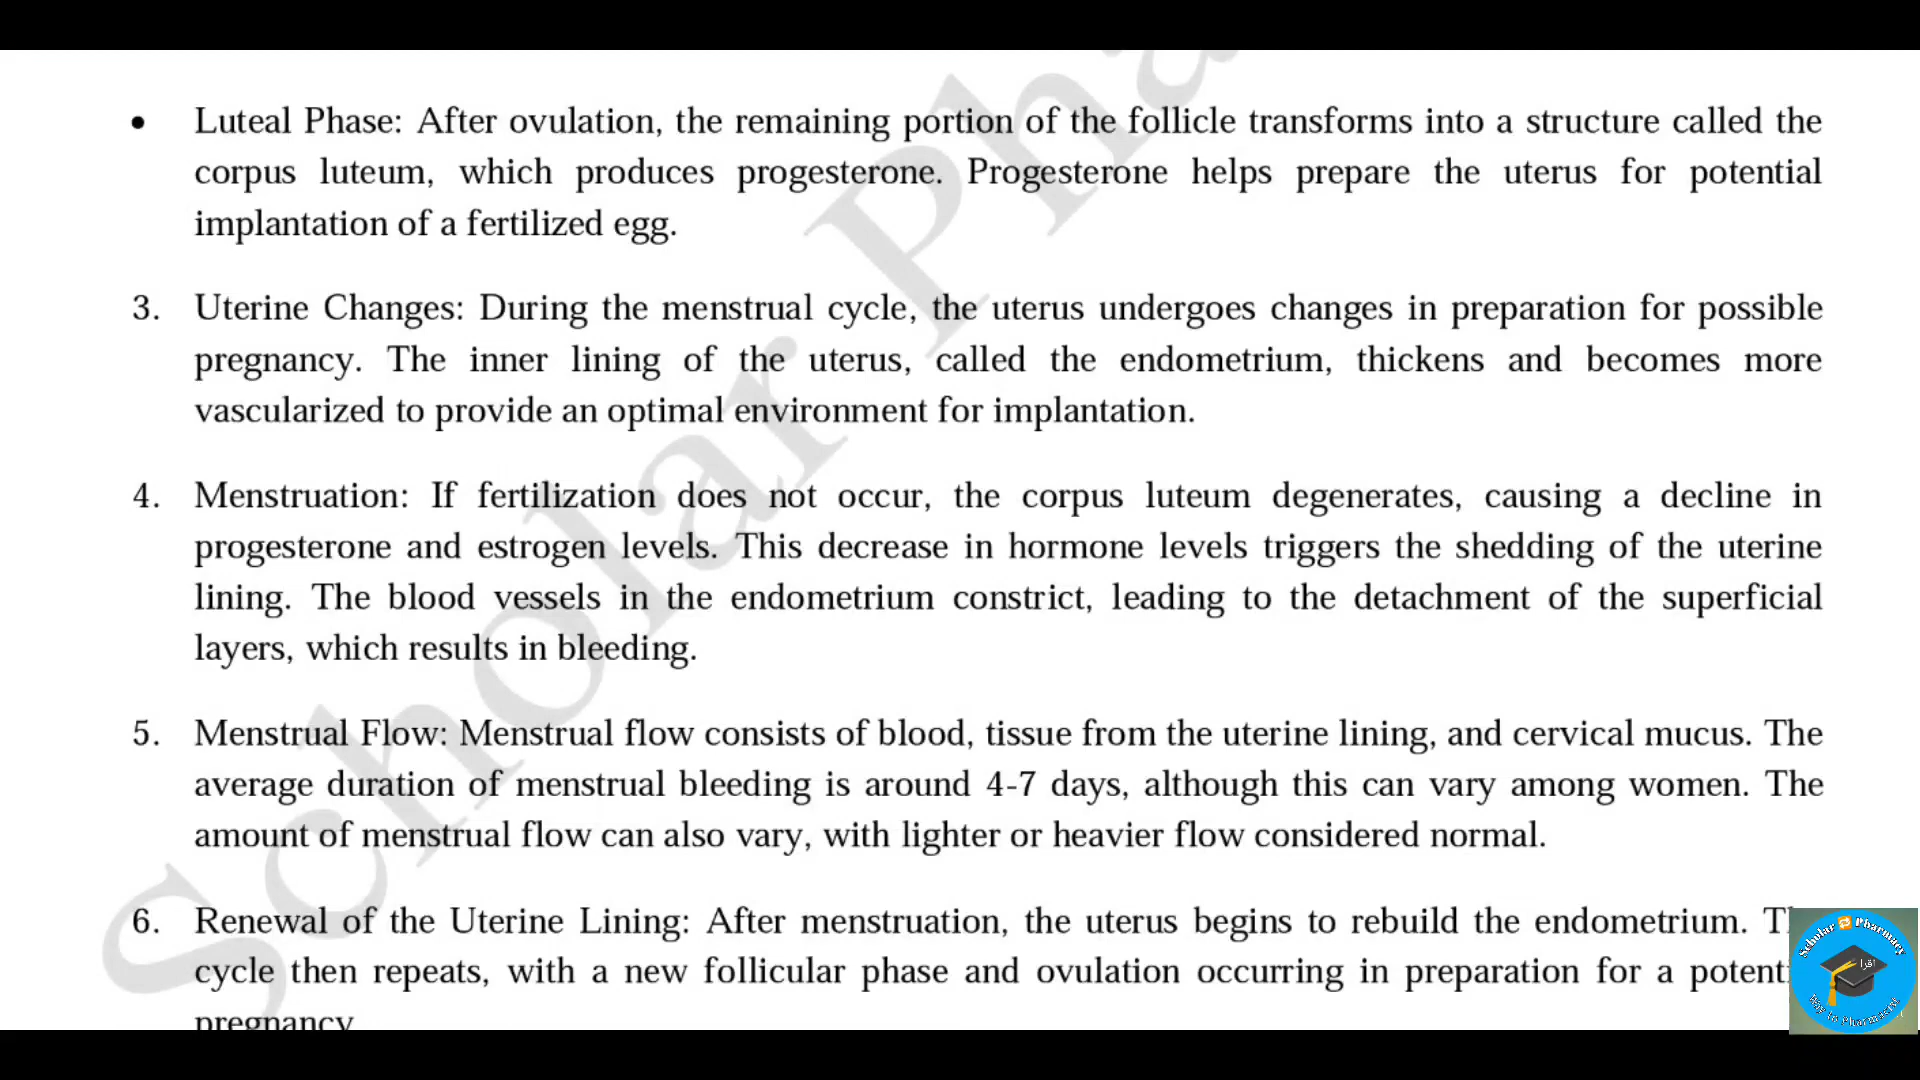 • Luteal Phase: After ovulation, the remaining portion of the follicle transforms into a structure called the
corpus luteum, which produces progesterone. Progesterone helps prepare the uterus for potential
implantation of a fertilized egg.
3. Uterine Changes: During the menstrual cycle, the uterus undergoes changes in preparation for possible
pregnancy. The inner lining of the uterus, called the endometrium, thickens and becomes more
vascularized to provide an optimal environment for implantation.
4. Menstruation: If fertilization does not occur, the corpus luteum degenerates, causing a decline in
progesterone and estrogen levels. This decrease in hormone levels triggers the shedding of the uterine
lining. The blood vessels in the endometrium constrict, leading to the detachment of the superficial
layers, which results in bleeding.
5. Menstrual Flow: Menstrual flow consists of blood, tissue from the uterine lining, and cervical mucus. The
average duration of menstrual bleeding is around 4-7 days, although this can vary among women. The
amount of menstrual flow can also vary, with lighter or heavier flow considered normal.
6. Renewal of the Uterine Lining: After menstruation, the uterus begins to rebuild the endometrium.
cycle then repeats, with a new follicular phase and ovulation occurring in preparation for a
pregnancy
Scholar Pha
Scholar Pharmacy
اقرا
Way to Pharmacist